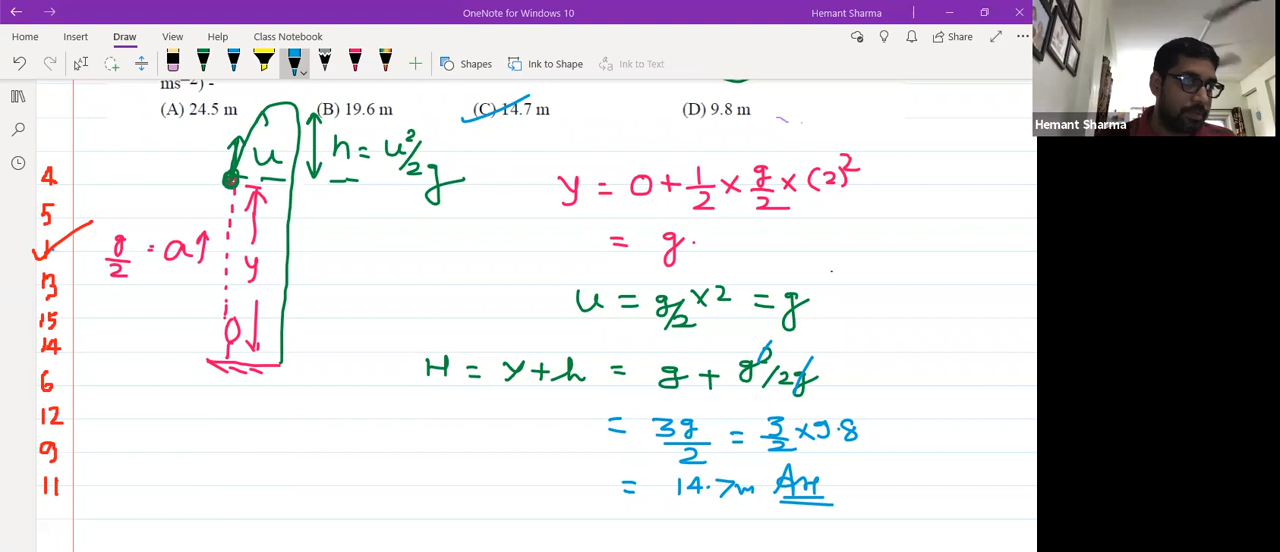 OneNote for Windows 10
Hemant Sharma
Home Insert Draw View Help Class Notebook
Share
Shapes Ink to Shape Ink to Text
ms⁻²) -
(A) 24.5 m (B) 19.6 m (C) 14.7 m (D) 9.8 m
Hemant Sharma
u h = u²/2g
4
5
1
13
15
14
6
12
9
11
g/2 = a↑
y
y = 0 + 1/2 × g/2 × (2)²
= g.
u = g/2 × 2 = g
H = y + h = g + g²/2g
= 3g/2 = 3/2 × 9.8
= 14.7m Ans